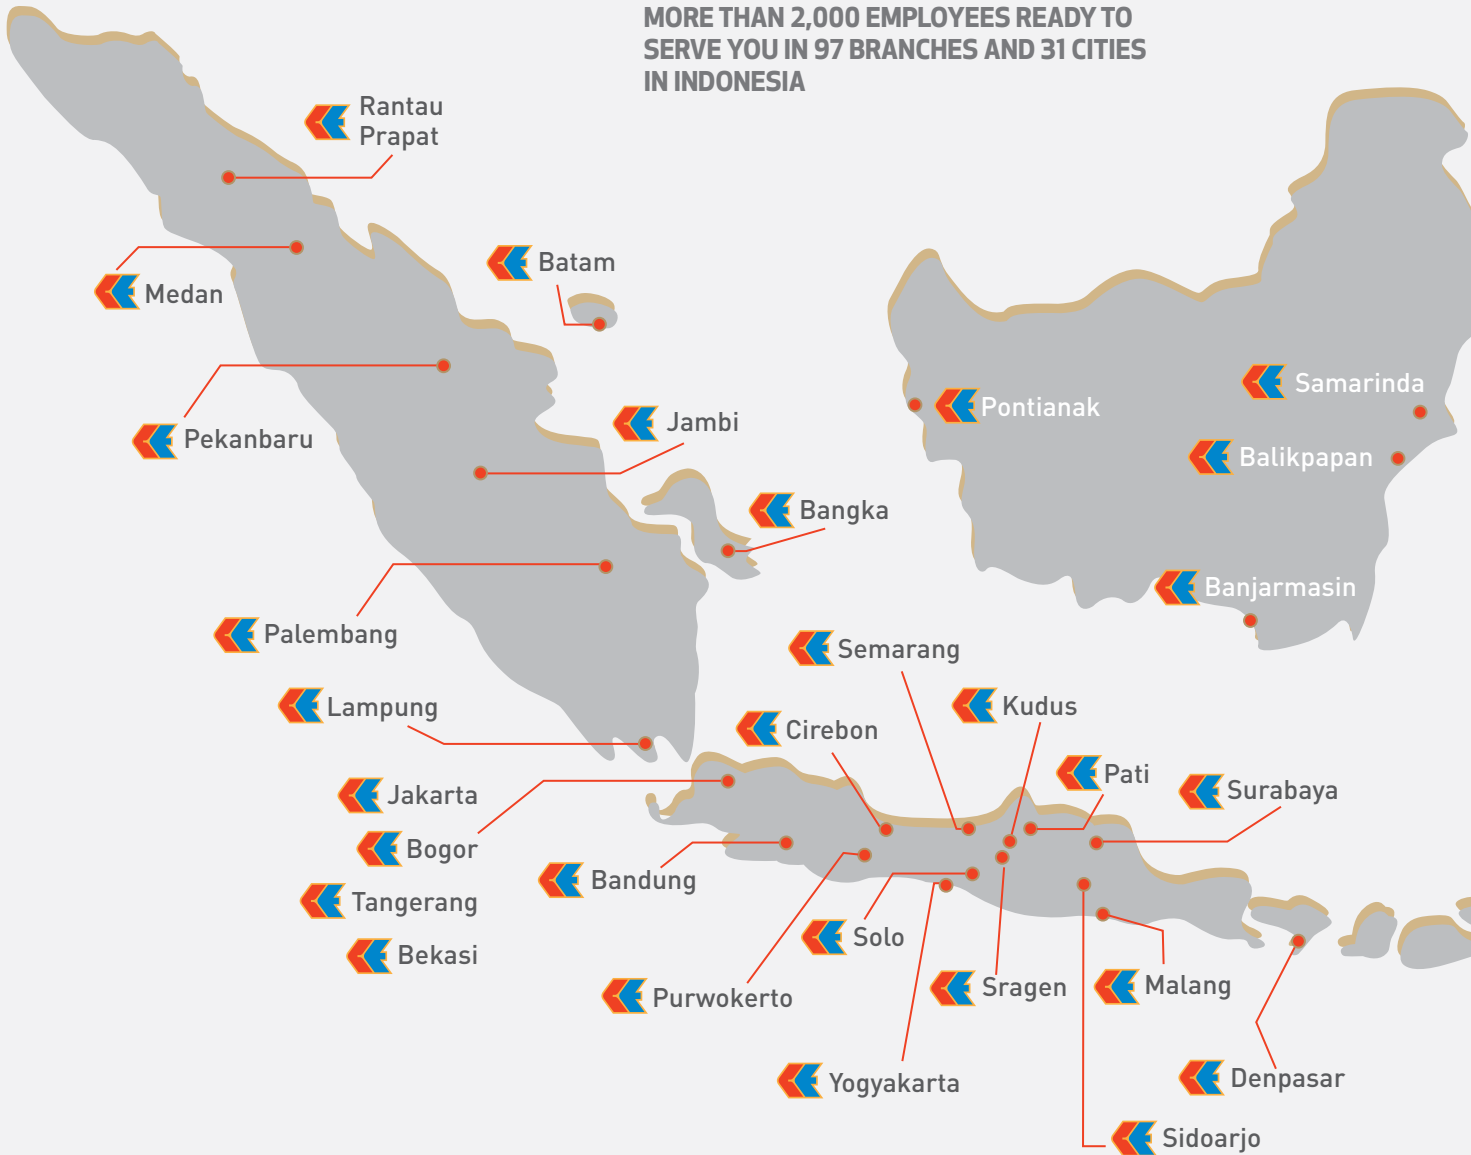 MORE THAN 2,000 EMPLOYEES READY TO
SERVE YOU IN 97 BRANCHES AND 31 CITIES
IN INDONESIA
Rantau
Prapat
Medan
Batam
Pekanbaru
Jambi
Bangka
Palembang
Lampung
Pontianak
Samarinda
Balikpapan
Banjarmasin
Semarang
Kudus
Cirebon
Pati
Surabaya
Jakarta
Bogor
Tangerang
Bekasi
Bandung
Solo
Purwokerto
Sragen
Malang
Yogyakarta
Denpasar
Sidoarjo